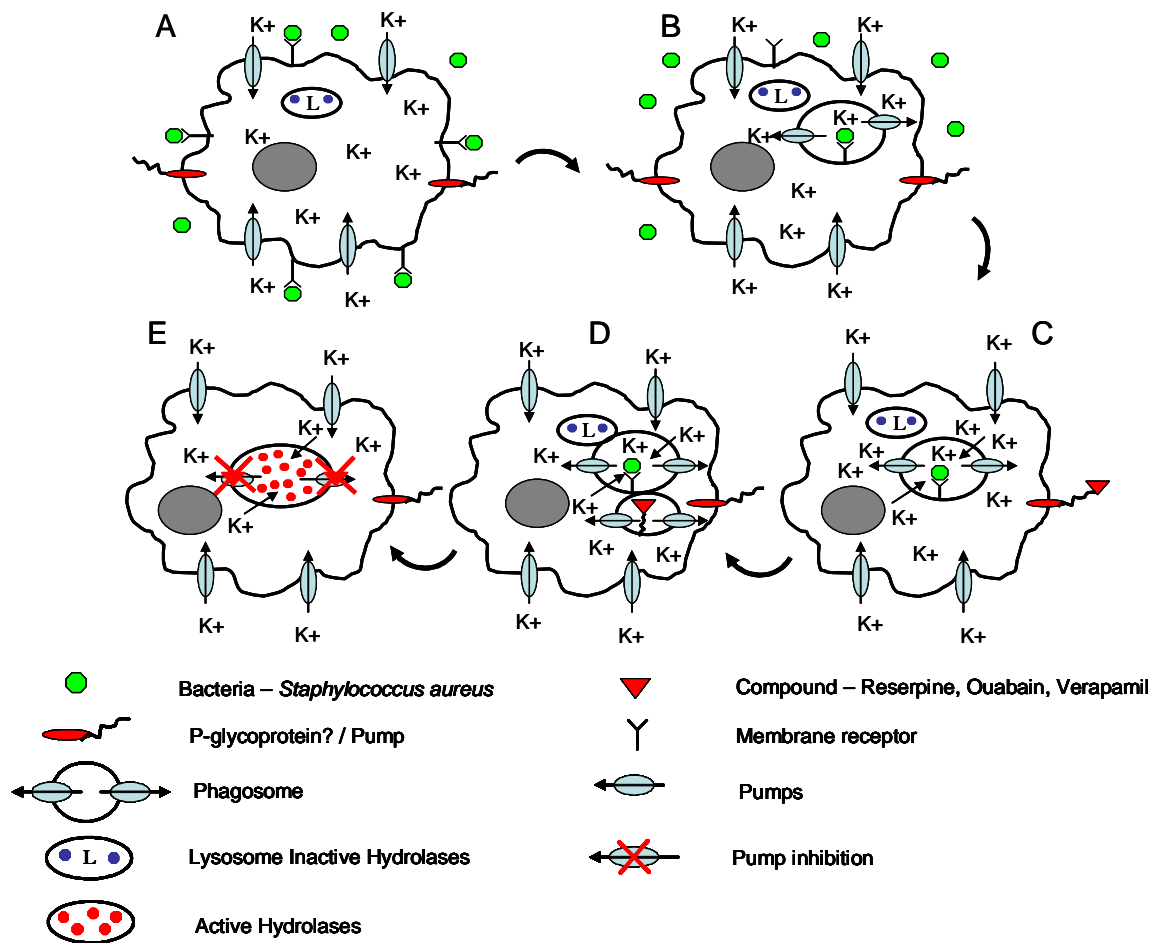 A
K+
K+
L
K+
K+
K+
K+
K+
K+
K+
B
K+
K+
L
K+
K+
K+
K+
K+
K+
K+
E
K+
K+
K+
K+
K+
K+
K+
K+
D
K+
K+
L
K+
K+
K+
K+
K+
K+
K+
K+
C
K+
K+
L
K+
K+
K+
K+
K+
K+
K+
K+
K+
K+
Bacteria – Staphylococcus aureus
Compound – Reserpine, Ouabain, Verapamil
P-glycoprotein? / Pump
Membrane receptor
Phagosome
Pumps
L
Lysosome Inactive Hydrolases
Pump inhibition
Active Hydrolases